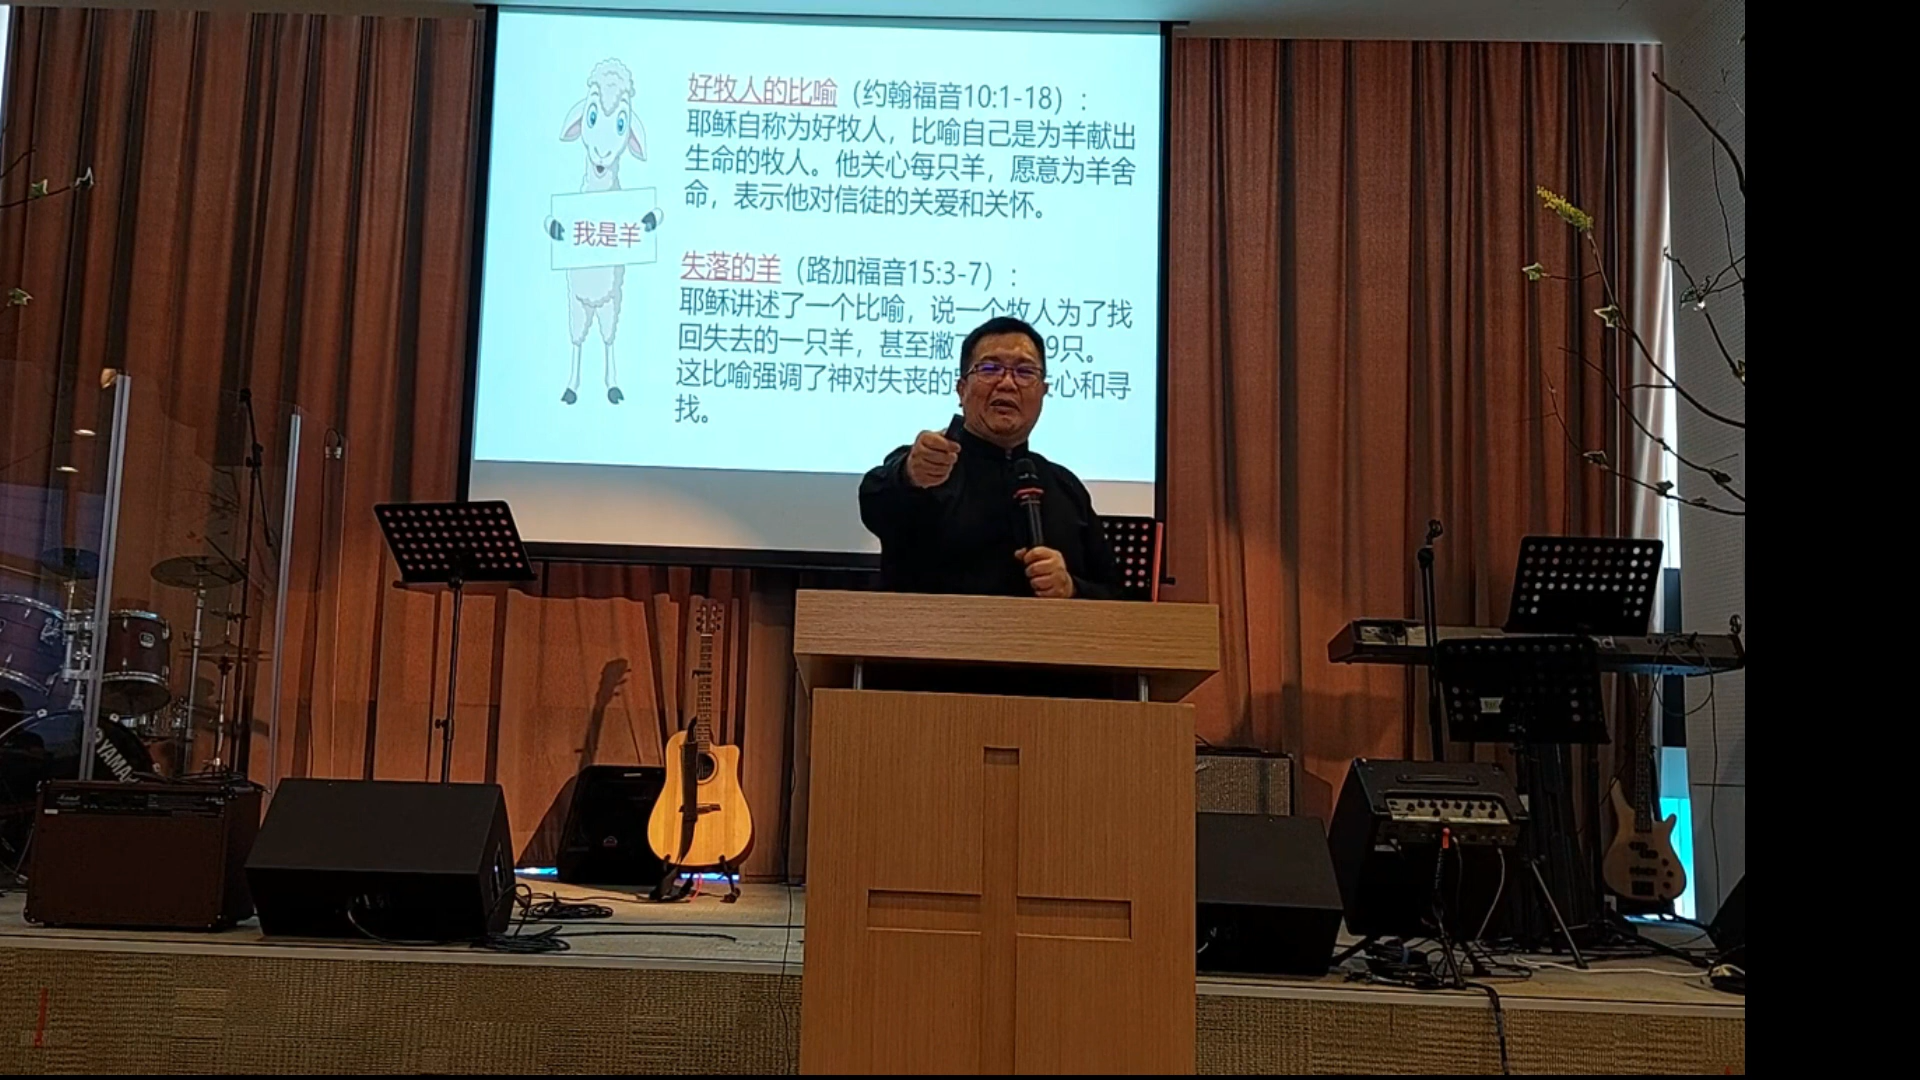 好牧人的比喻（约翰福音10:1-18）：
耶稣自称为好牧人，比喻自己是为羊献出
生命的牧人。他关心每只羊，愿意为羊舍
命，表示他对信徒的关爱和关怀。
我是羊
失落的羊（路加福音15:3-7）：
耶稣讲述了一个比喻，说一个牧人为了找
回失去的一只羊，甚至撇 9只。
这比喻强调了神对失丧的 心和寻
找。
YAMA